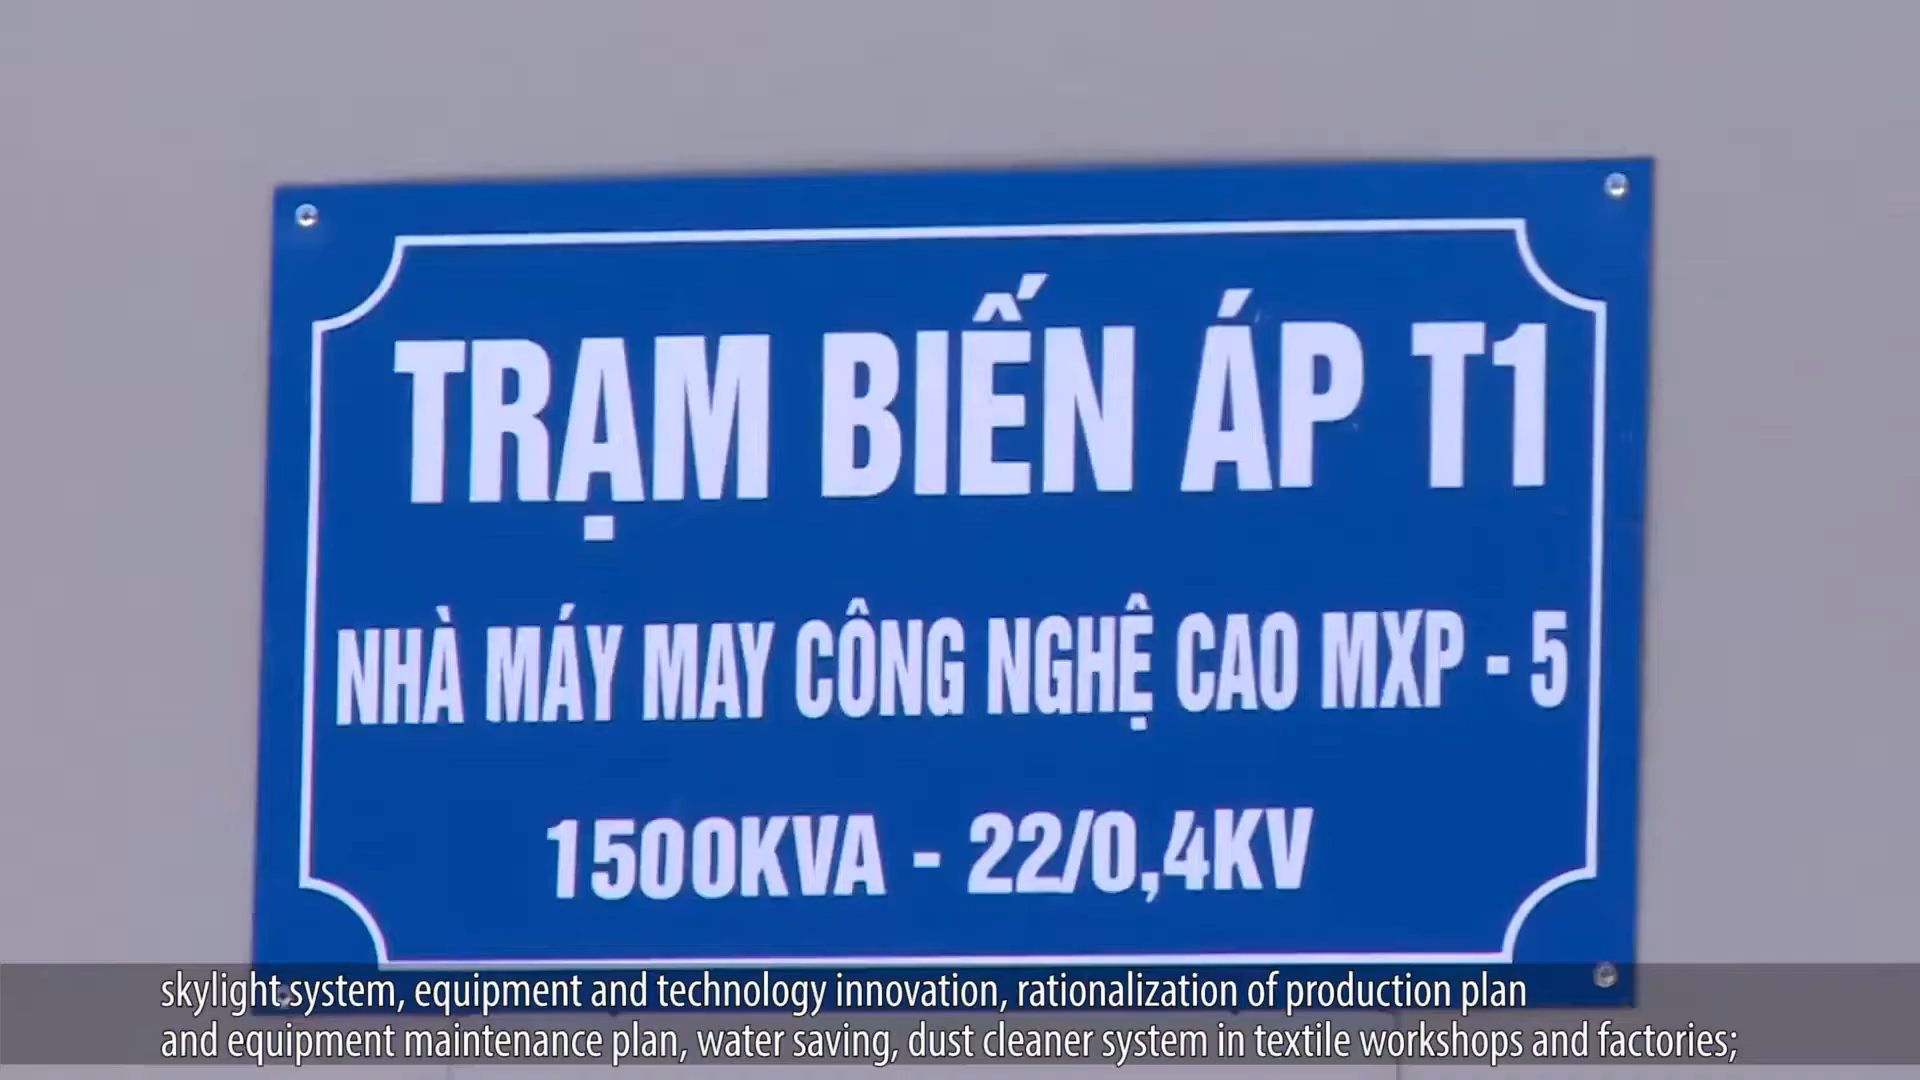 TRẠM BIẾN ÁP T1
NHÀ MÁY MAY CÔNG NGHỆ CAO MXP - 5
1500KVA - 22/0,4KV
skylight system, equipment and technology innovation, rationalization of production plan
and equipment maintenance plan, water saving, dust cleaner system in textile workshops and factories;